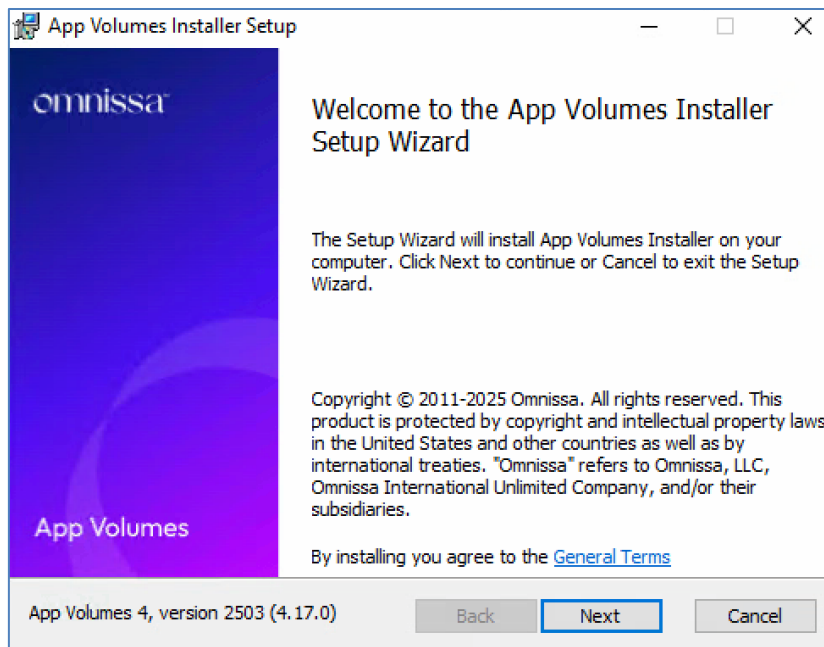 App Volumes Installer Setup
omnissa
Welcome to the App Volumes Installer
Setup Wizard
The Setup Wizard will install App Volumes Installer on your
computer. Click Next to continue or Cancel to exit the Setup
Wizard.
Copyright © 2011-2025 Omnissa. All rights reserved. This
product is protected by copyright and intellectual property laws
in the United States and other countries as well as by
international treaties. "Omnissa" refers to Omnissa, LLC,
Omnissa International Unlimited Company, and/or their
subsidiaries.
App Volumes
By installing you agree to the General Terms
App Volumes 4, version 2503 (4.17.0)
Back
Next
Cancel